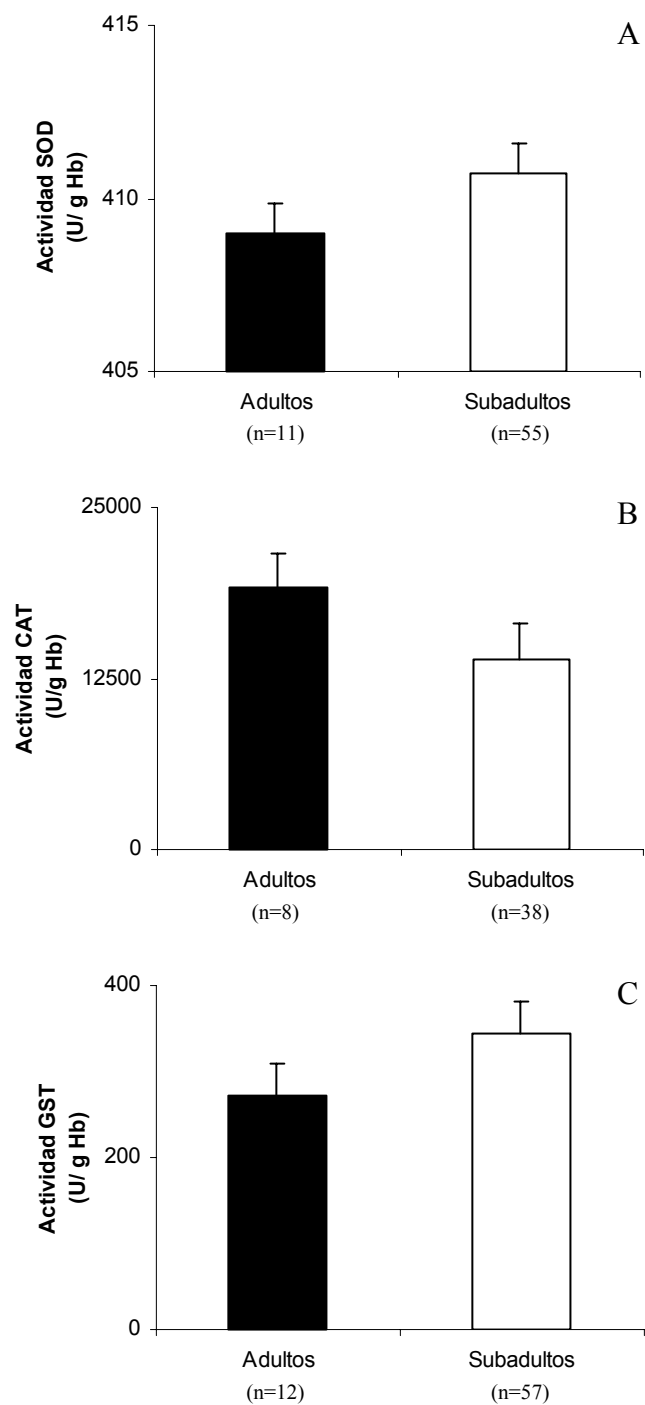 A
415
410
405
Actividad SOD
(U/ g Hb)
Adultos
Subadultos
(n=11)
(n=55)
B
25000
12500
0
Actividad CAT
(U/g Hb)
Adultos
Subadultos
(n=8)
(n=38)
C
400
200
0
Actividad GST
(U/ g Hb)
Adultos
Subadultos
(n=12)
(n=57)